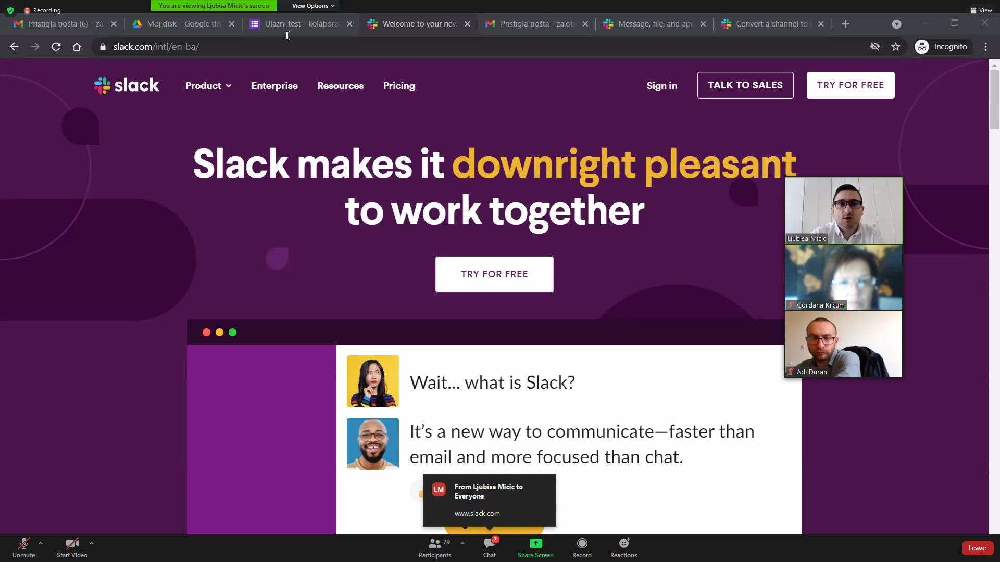 Recording
You are viewing Ljubisa Micic's screen
View Options
View
Pristigla pošta (6) - za.
Moj disk – Google dis
Ulazni test - kolabora
Welcome to your new
Pristigla pošta - za.ob
Message, file, and app
Convert a channel to p
slack.com/intl/en-ba/
Incognito
slack
Product
Enterprise
Resources
Pricing
Sign in
TALK TO SALES
TRY FOR FREE
Slack makes it downright pleasant
to work together
TRY FOR FREE
Ljubisa Micic
Gordana Krčum
Adi Duran
Wait... what is Slack?
It’s a new way to communicate—faster than
email and more focused than chat.
LM
From Ljubisa Micic to
Everyone
www.slack.com
Unmute
Start Video
79
Participants
2
Chat
Share Screen
Record
Reactions
Leave